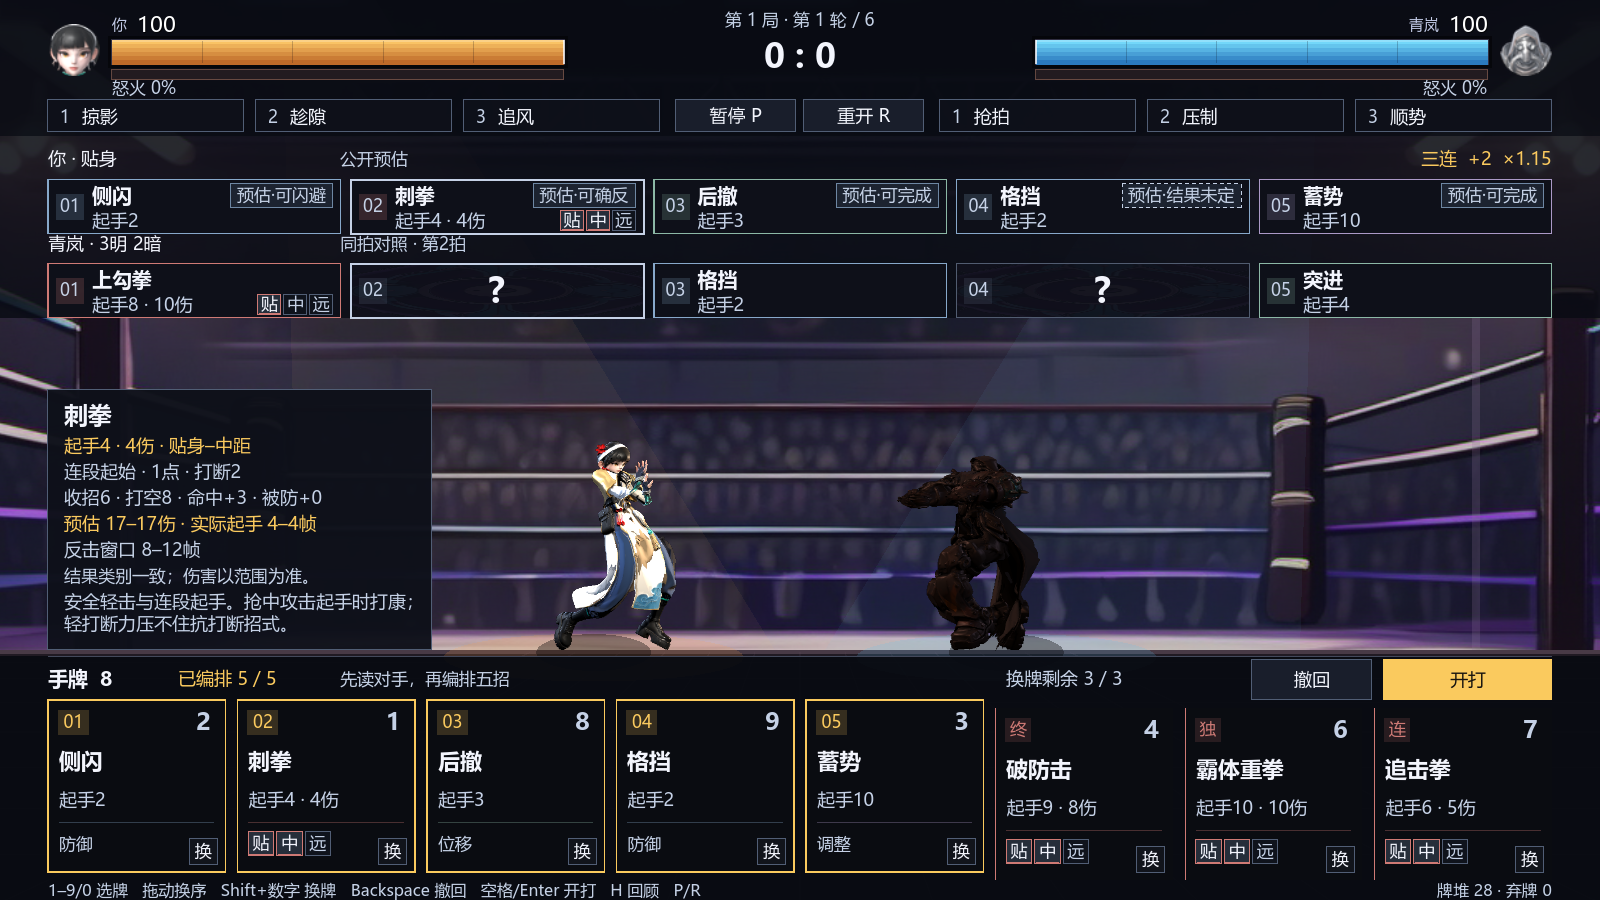 你 100
第 1 局 · 第 1 轮 / 6
青岚 100
0 : 0
怒火 0%
怒火 0%
1 掠影
2 趁隙
3 追风
暂停 P
重开 R
1 抢拍
2 压制
3 顺势
你 · 贴身
公开预估
三连 +2 ×1.15
01 侧闪 预估·可闪避
起手2
02 刺拳 预估·可确反
起手4 · 4伤 贴 中 远
03 后撤 预估·可完成
起手3
04 格挡 预估·结果未定
起手2
05 蓄势 预估·可完成
起手10
青岚 · 3明 2暗
同拍对照 · 第2拍
01 上勾拳
起手8 · 10伤 贴 中 远
02 ?
03 格挡
起手2
04 ?
05 突进
起手4
刺拳
起手4 · 4伤 · 贴身–中距
连段起始 · 1点 · 打断2
收招6 · 打空8 · 命中+3 · 被防+0
预估 17–17伤 · 实际起手 4–4帧
反击窗口 8–12帧
结果类别一致；伤害以范围为准。
安全轻击与连段起手。抢中攻击起手时打康；
轻打断力压不住抗打断招式。
手牌 8
已编排 5 / 5
先读对手，再编排五招
换牌剩余 3 / 3
撤回
开打
01 2
侧闪
起手2
防御 换
02 1
刺拳
起手4 · 4伤
贴 中 远 换
03 8
后撤
起手3
位移 换
04 9
格挡
起手2
防御 换
05 3
蓄势
起手10
调整 换
终 4
破防击
起手9 · 8伤
贴 中 远 换
独 6
霸体重拳
起手10 · 10伤
贴 中 远 换
连 7
追击拳
起手6 · 5伤
贴 中 远 换
1–9/0 选牌 拖动换序 Shift+数字 换牌 Backspace 撤回 空格/Enter 开打 H 回顾 P/R
牌堆 28 · 弃牌 0